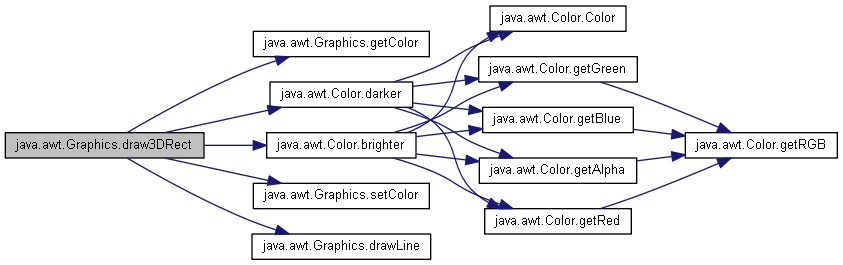 java.awt.Color.Color
java.awt.Graphics.getColor
java.awt.Color.getGreen
java.awt.Color.darker
java.awt.Color.getBlue
java.awt.Graphics.draw3DRect
java.awt.Color.brighter
java.awt.Color.getRGB
java.awt.Color.getAlpha
java.awt.Graphics.setColor
java.awt.Color.getRed
java.awt.Graphics.drawLine